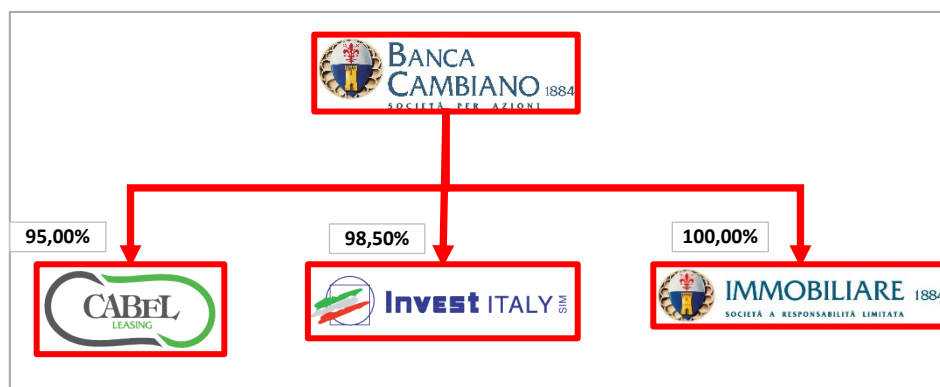 BANCA
CAMBIANO 1884
SOCIETÀ PER AZIONI
95,00%
98,50%
100,00%
CABEL
LEASING
Invest ITALY SIM
IMMOBILIARE 1884
SOCIETÀ A RESPONSABILITÀ LIMITATA